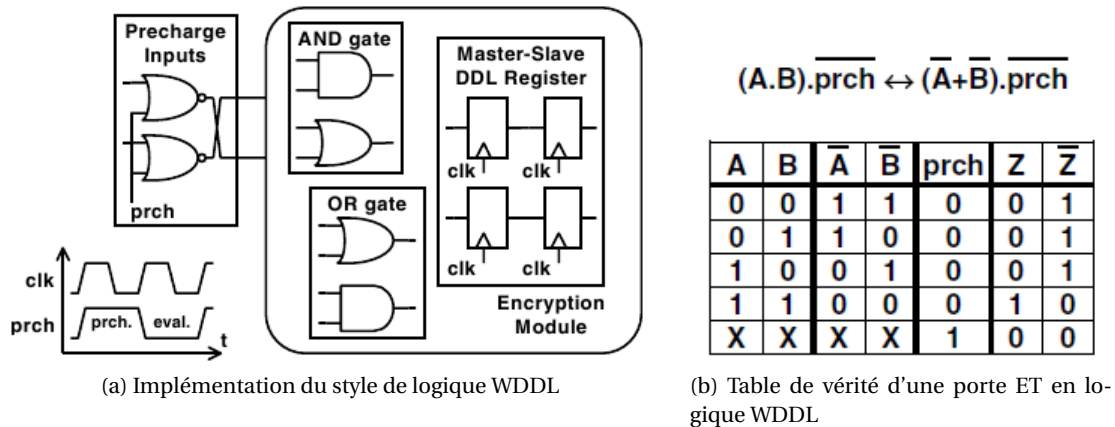 Precharge
Inputs
prch
clk
prch
prch.
eval.
t
AND gate
OR gate
Master-Slave
DDL Register
clk
clk
clk
clk
Encryption
Module
(a) Implémentation du style de logique WDDL
(A.B).p̅r̅c̅h̅ ↔ (A̅+B̅).p̅r̅c̅h̅
A B A̅ B̅ prch Z Z̅
0 0 1 1 0 0 1
0 1 1 0 0 0 1
1 0 0 1 0 0 1
1 1 0 0 0 1 0
X X X X 1 0 0
(b) Table de vérité d'une porte ET en lo-
gique WDDL